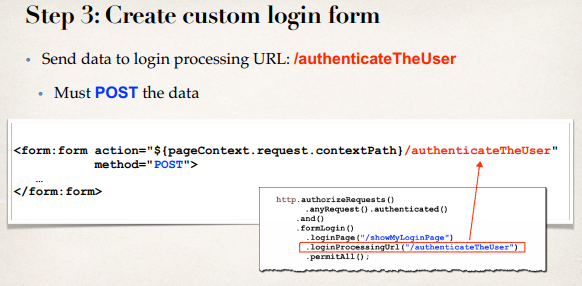 Step 3: Create custom login form
• Send data to login processing URL: /authenticateTheUser
• Must POST the data
<form:form action="${pageContext.request.contextPath}/authenticateTheUser"
method="POST">
…
</form:form>
http.authorizeRequests()
.anyRequest().authenticated()
.and()
.formLogin()
.loginPage("/showMyLoginPage")
.loginProcessingUrl("/authenticateTheUser")
.permitAll();